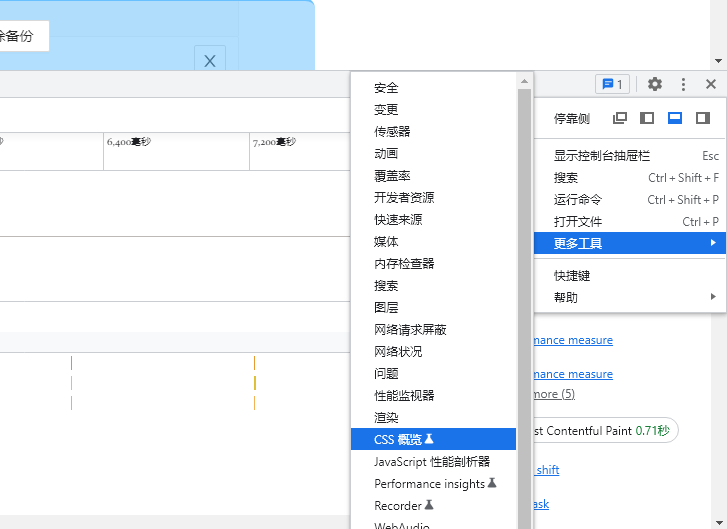 除备份
X
1
停靠侧
6,400毫秒
7,200毫秒
安全
变更
传感器
动画
覆盖率
开发者资源
快速来源
媒体
内存检查器
搜索
图层
网络请求屏蔽
网络状况
问题
性能监视器
渲染
CSS 概览
JavaScript 性能剖析器
Performance insights
Recorder
WebAudio
显示控制台抽屉栏 Esc
搜索 Ctrl + Shift + F
运行命令 Ctrl + Shift + P
打开文件 Ctrl + P
更多工具
快捷键
帮助
mance measure
mance measure
more (5)
st Contentful Paint 0.71秒
shift
ask